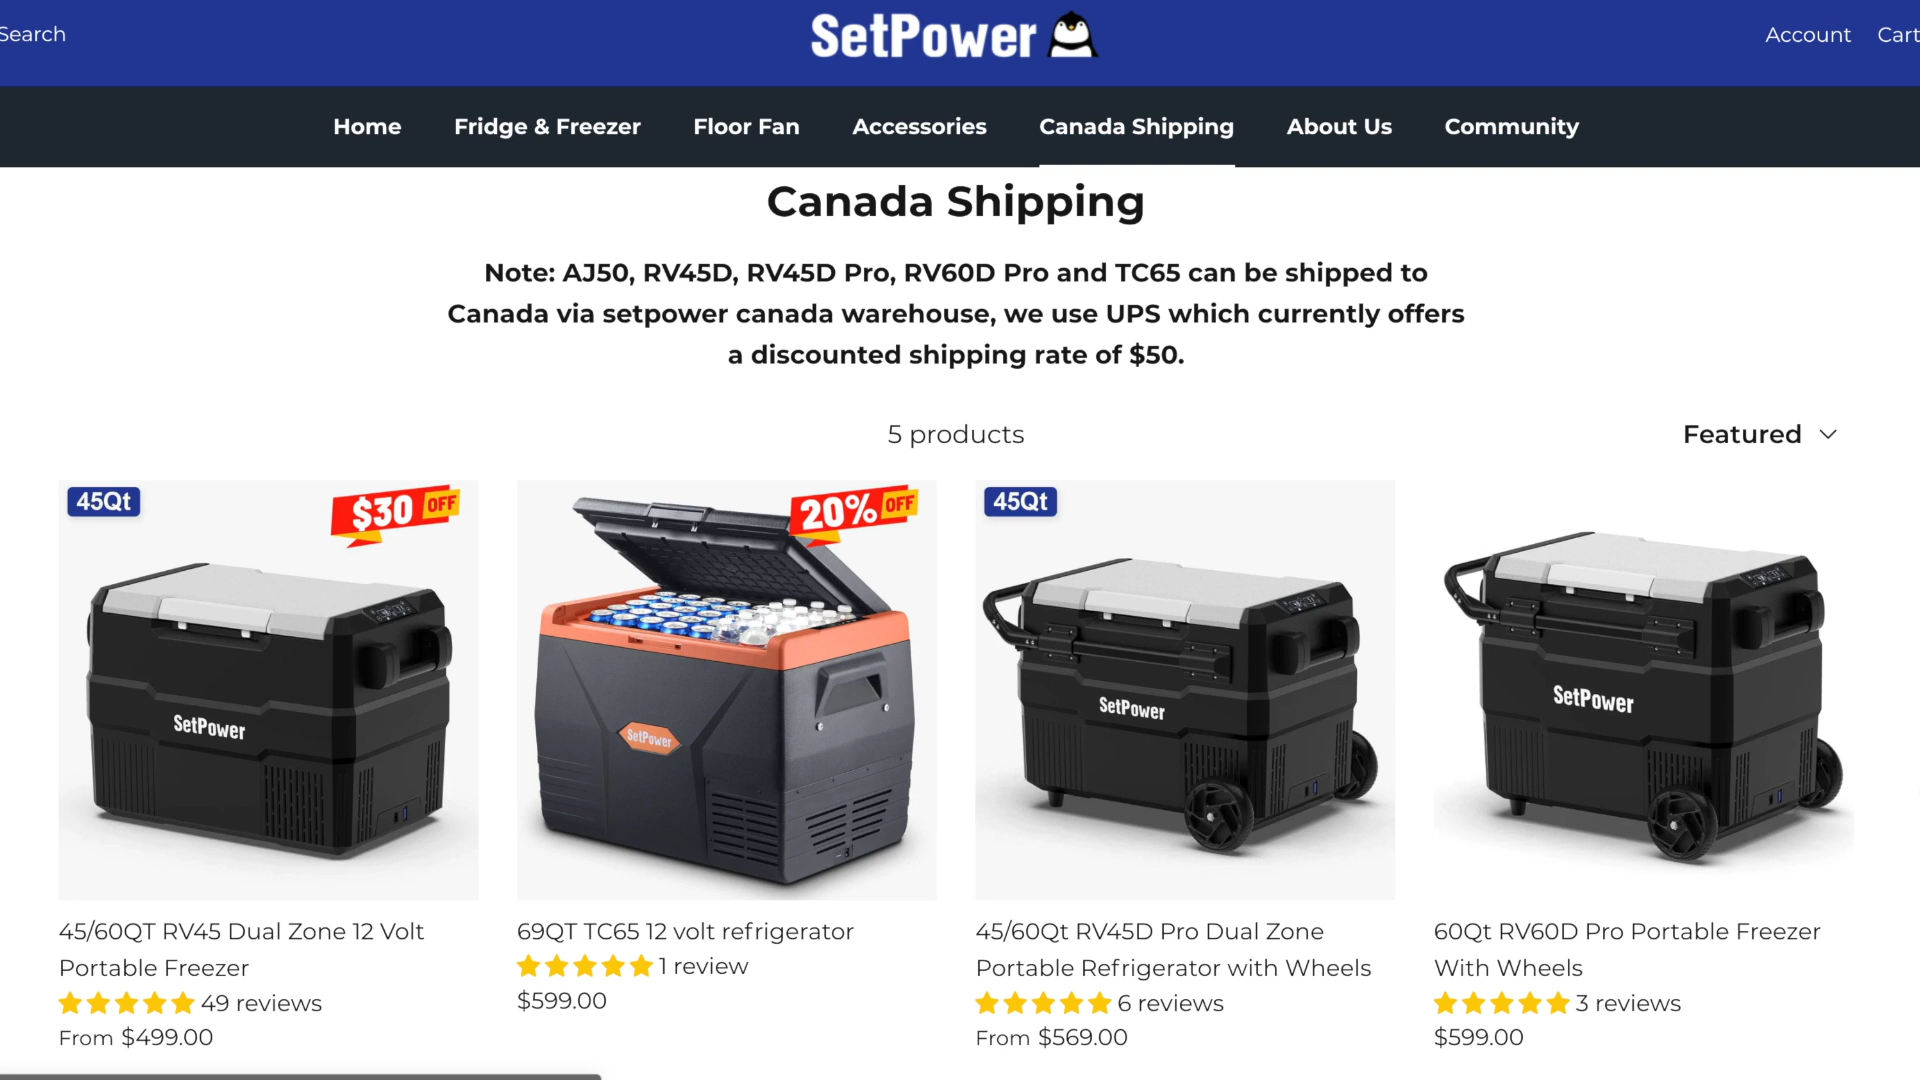 Search
SetPower
Account
Cart
Home
Fridge & Freezer
Floor Fan
Accessories
Canada Shipping
About Us
Community
Canada Shipping
Note: AJ50, RV45D, RV45D Pro, RV60D Pro and TC65 can be shipped to
Canada via setpower canada warehouse, we use UPS which currently offers
a discounted shipping rate of $50.
5 products
Featured
45Qt
$30 OFF
SetPower
20% OFF
SetPower
45Qt
SetPower
SetPower
45/60QT RV45 Dual Zone 12 Volt
Portable Freezer
49 reviews
From $499.00
69QT TC65 12 volt refrigerator
1 review
$599.00
45/60Qt RV45D Pro Dual Zone
Portable Refrigerator with Wheels
6 reviews
From $569.00
60Qt RV60D Pro Portable Freezer
With Wheels
3 reviews
$599.00